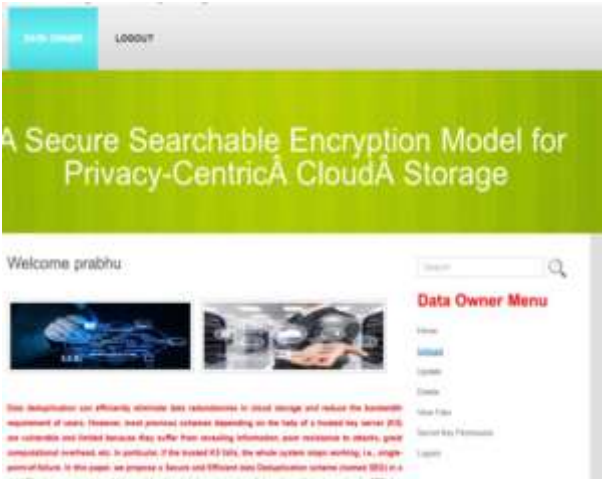 DATA OWNER
LOGOUT
A Secure Searchable Encryption Model for
Privacy-CentricÂ CloudÂ Storage
Welcome prabhu
Search
Data Owner Menu
Home
Upload
Update
Delete
View Files
Secret Key Permission
Logout
Data deduplication can efficiently eliminate data redundancies in cloud storage and reduce the bandwidth
requirement of users. However, most previous schemes depending on the help of a trusted key server (KS)
are vulnerable and limited because they suffer from revealing information, poor resistance to attacks, great
computational overhead, etc. In particular, if the trusted KS fails, the whole system stops working, i.e., single-
point-of-failure. In this paper, we propose a Secure and Efficient data Deduplication scheme (named SED) in a